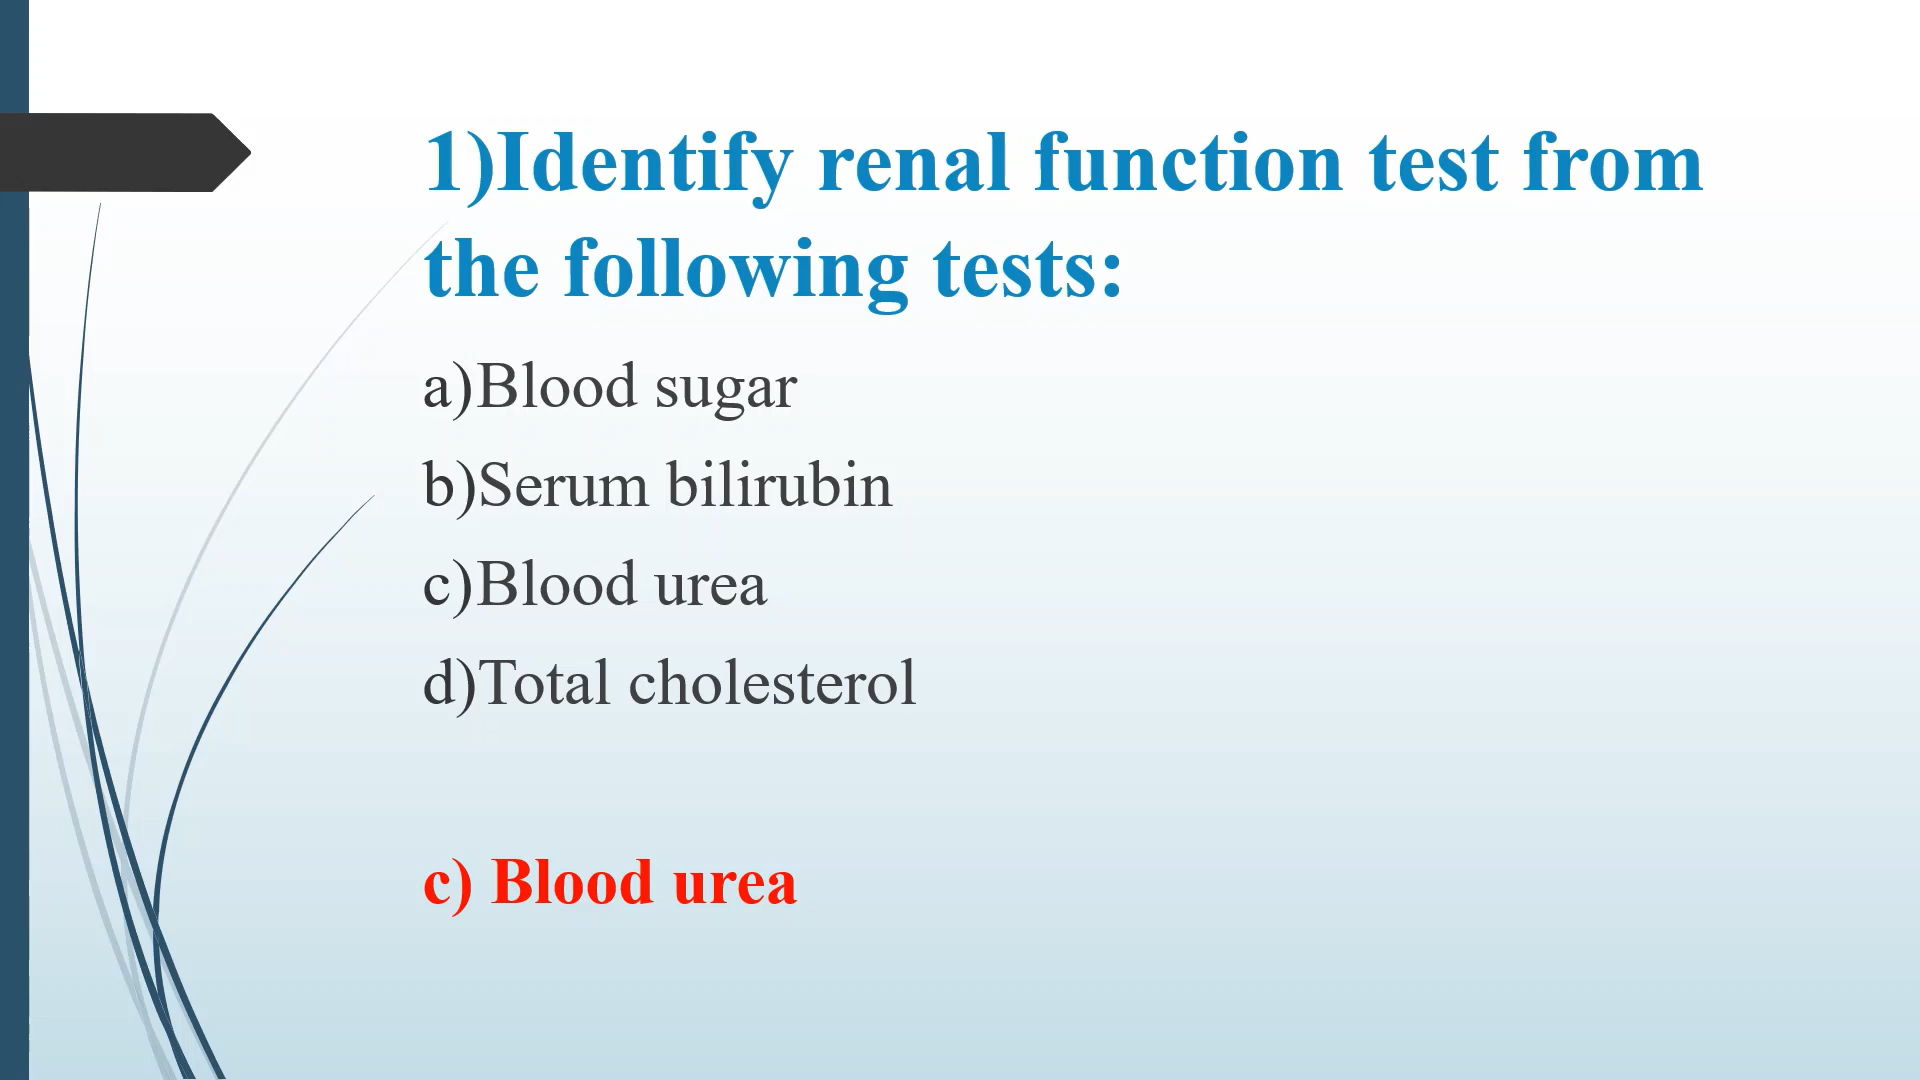 1)Identify renal function test from
the following tests:
a)Blood sugar
b)Serum bilirubin
c)Blood urea
d)Total cholesterol
c) Blood urea